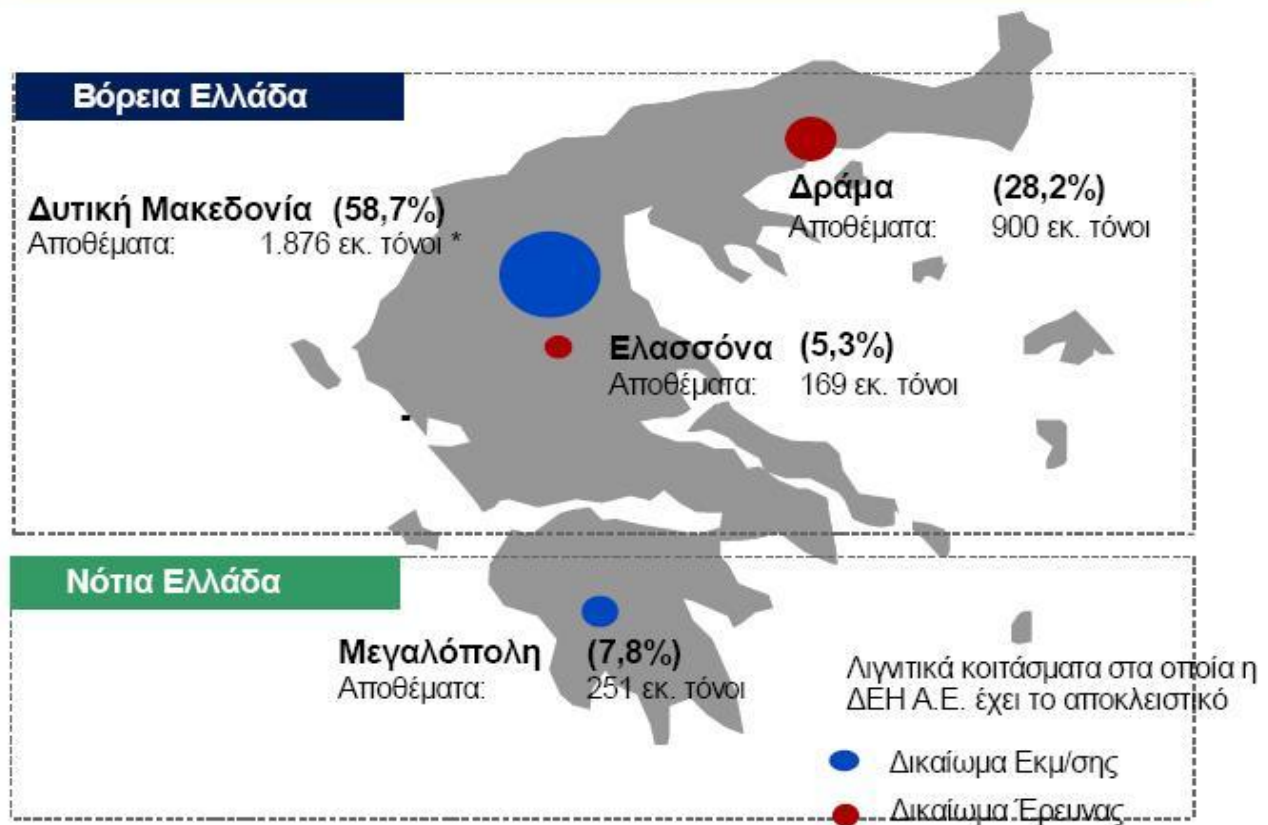 Βόρεια Ελλάδα
Δυτική Μακεδονία (58,7%)
Αποθέματα: 1.876 εκ. τόνοι *
Δράμα (28,2%)
Αποθέματα: 900 εκ. τόνοι
Ελασσόνα (5,3%)
Αποθέματα: 169 εκ. τόνοι
Νότια Ελλάδα
Μεγαλόπολη (7,8%)
Αποθέματα: 251 εκ. τόνοι
Λιγνιτικά κοιτάσματα στα οποία η
ΔΕΗ Α.Ε. έχει το αποκλειστικό
Δικαίωμα Εκμ/σης
Δικαίωμα Έρευνας